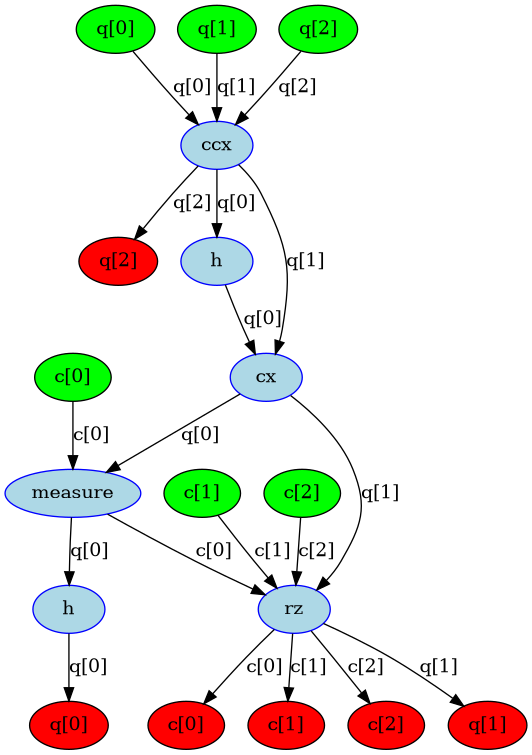 q[0] q[1] q[2]
q[0] q[1] q[2]
ccx
q[2] q[0]
q[2] h q[1]
q[0]
c[0] cx
c[0] q[0]
measure c[1] c[2] q[1]
q[0] c[0] c[1] c[2]
h rz
q[0] c[0] c[1] c[2] q[1]
q[0] c[0] c[1] c[2] q[1]